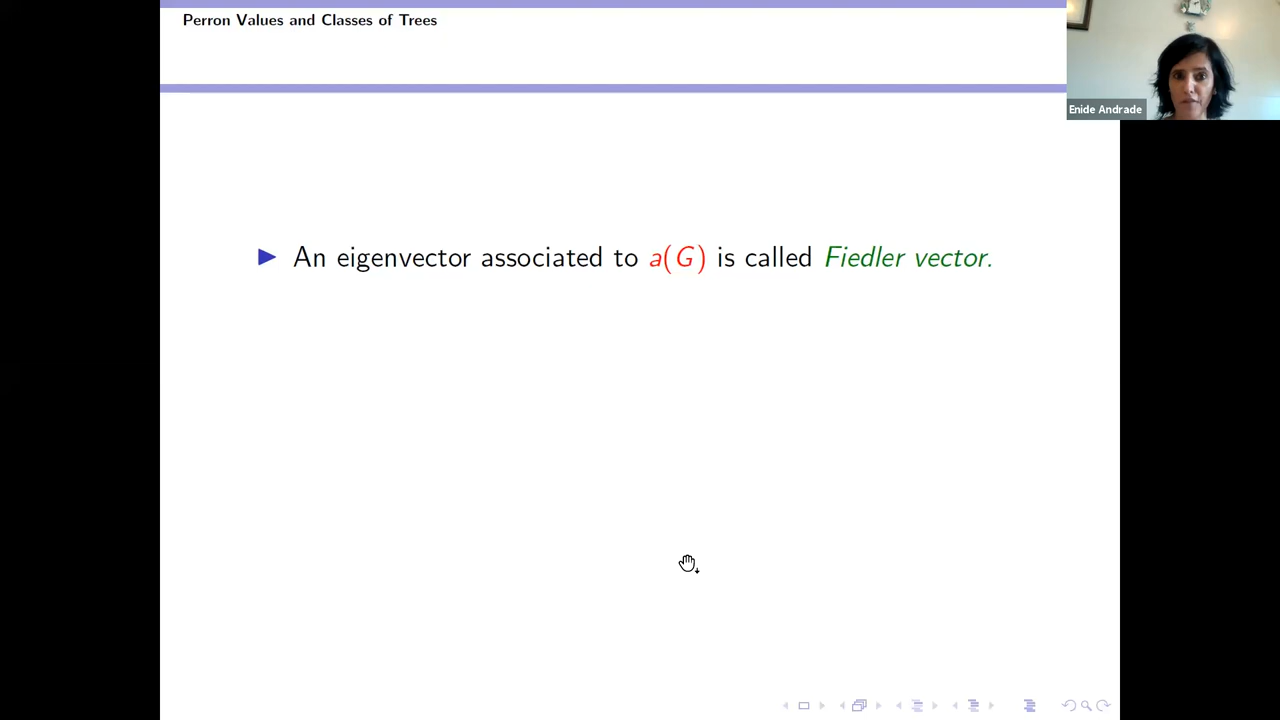 Perron Values and Classes of Trees
Enide Andrade
▶ An eigenvector associated to a(G) is called Fiedler vector.